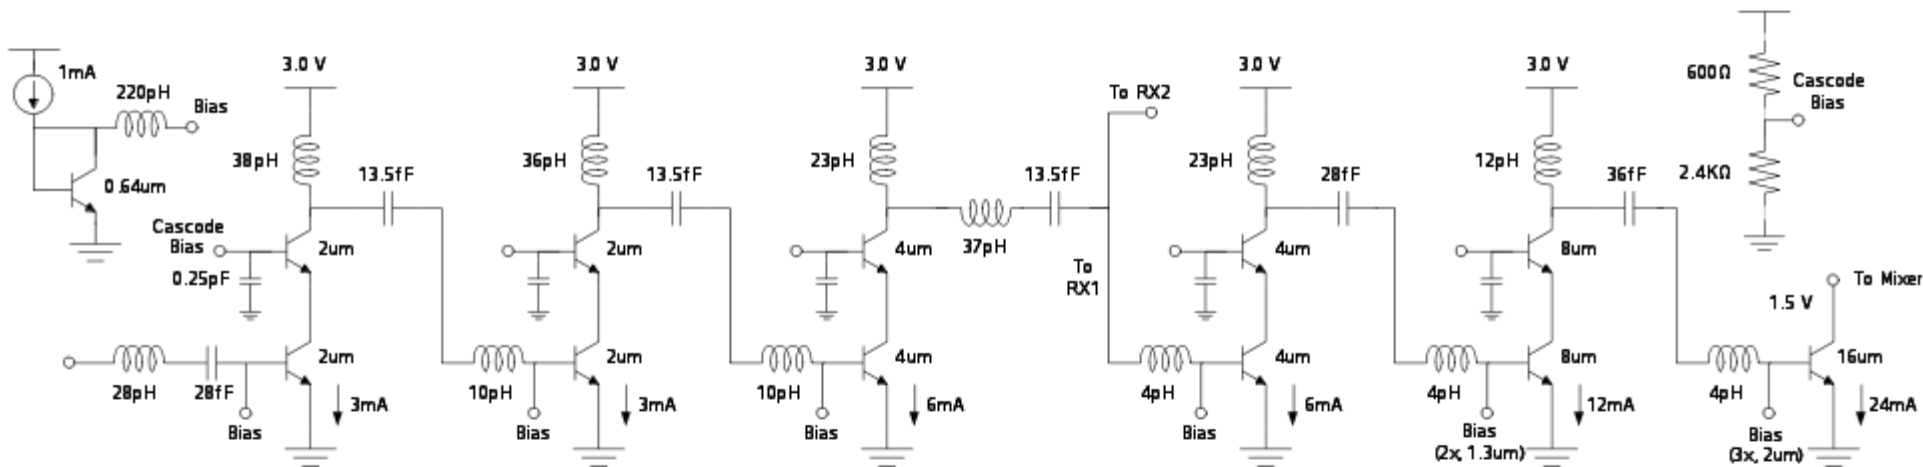 1mA
220pH
Bias
0.64um
3.0 V
38pH
13.5fF
Cascode
Bias
2um
0.25pF
2um
28pH
28fF
3mA
Bias
3.0 V
36pH
13.5fF
2um
2um
10pH
3mA
Bias
3.0 V
23pH
4um
37pH
13.5fF
4um
10pH
6mA
Bias
To RX2
To
RX1
3.0 V
23pH
28fF
4um
4um
4pH
6mA
Bias
3.0 V
12pH
36fF
8um
8um
4pH
12mA
Bias
(2x, 1.3um)
600Ω
Cascode
Bias
2.4KΩ
To Mixer
1.5 V
16um
4pH
24mA
Bias
(3x, 2um)